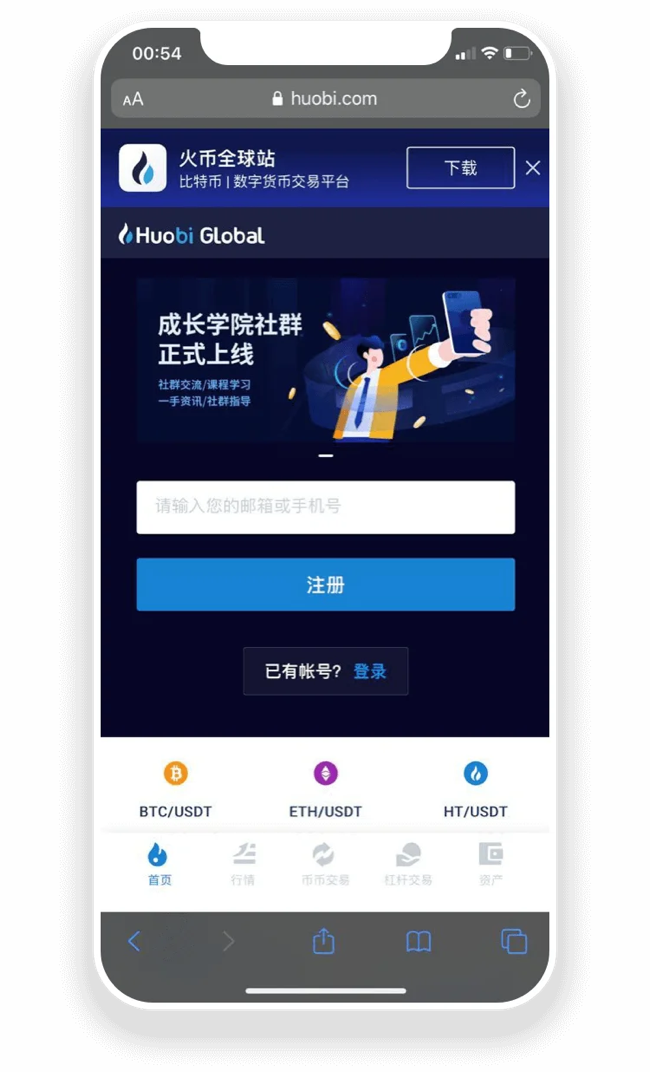 00:54
AA huobi.com
火币全球站
比特币 | 数字货币交易平台
下载
Huobi Global
成长学院社群
正式上线
社群交流/课程学习
一手资讯/社群指导
请输入您的邮箱或手机号
注册
已有帐号? 登录
BTC/USDT ETH/USDT HT/USDT
首页 行情 币币交易 杠杆交易 资产